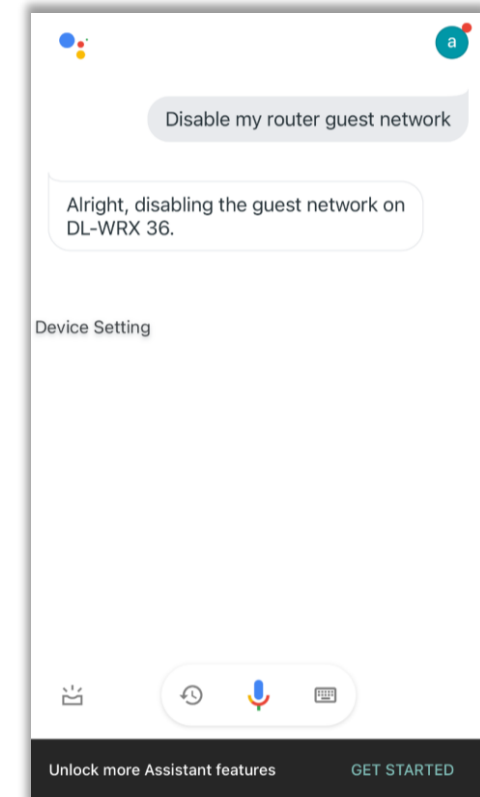 a
Disable my router guest network
Alright, disabling the guest network on
DL-WRX 36.
Device Setting
Unlock more Assistant features GET STARTED